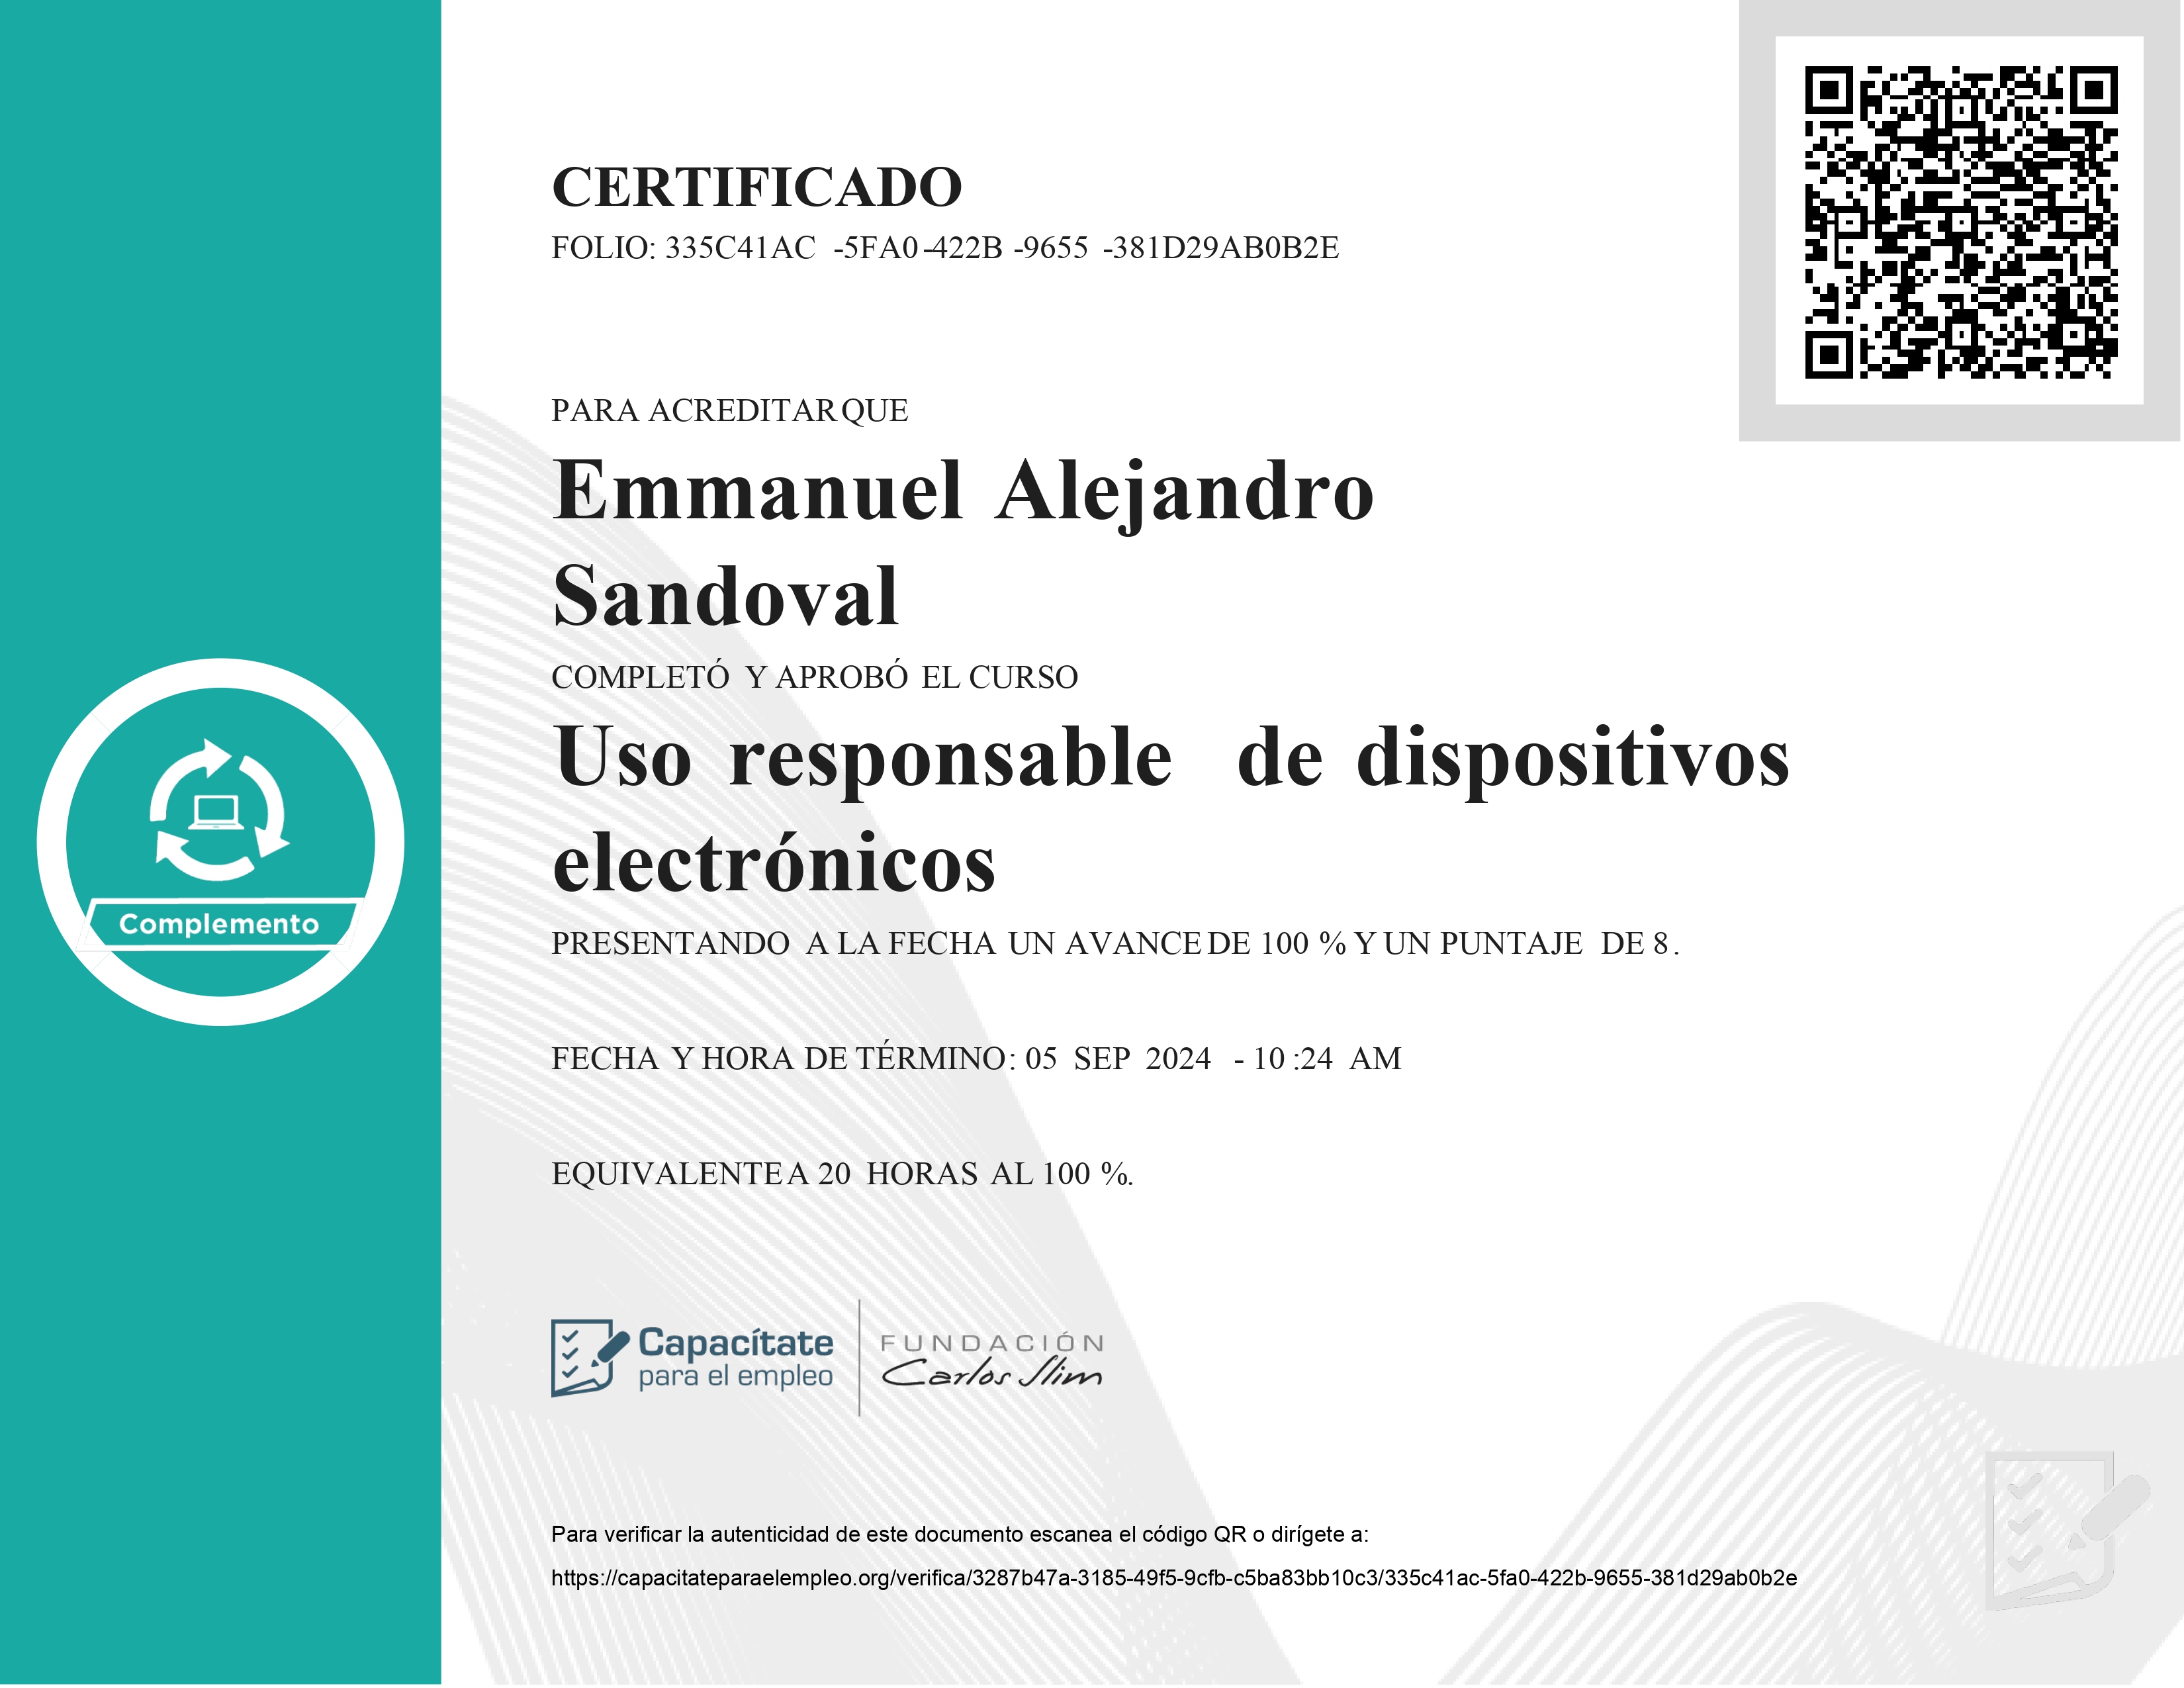 CERTIFICADO
FOLIO: 335C41AC -5FA0-422B -9655 -381D29AB0B2E
PARA ACREDITAR QUE
Emmanuel Alejandro
Sandoval
COMPLETÓ Y APROBÓ EL CURSO
Uso responsable de dispositivos
electrónicos
Complemento
PRESENTANDO A LA FECHA UN AVANCE DE 100 % Y UN PUNTAJE DE 8.
FECHA Y HORA DE TÉRMINO: 05 SEP 2024 - 10:24 AM
EQUIVALENTE A 20 HORAS AL 100 %.
Capacítate
para el empleo
FUNDACIÓN
Carlos Slim
Para verificar la autenticidad de este documento escanea el código QR o dirígete a:
https://capacitateparaelempleo.org/verifica/3287b47a-3185-49f5-9cfb-c5ba83bb10c3/335c41ac-5fa0-422b-9655-381d29ab0b2e